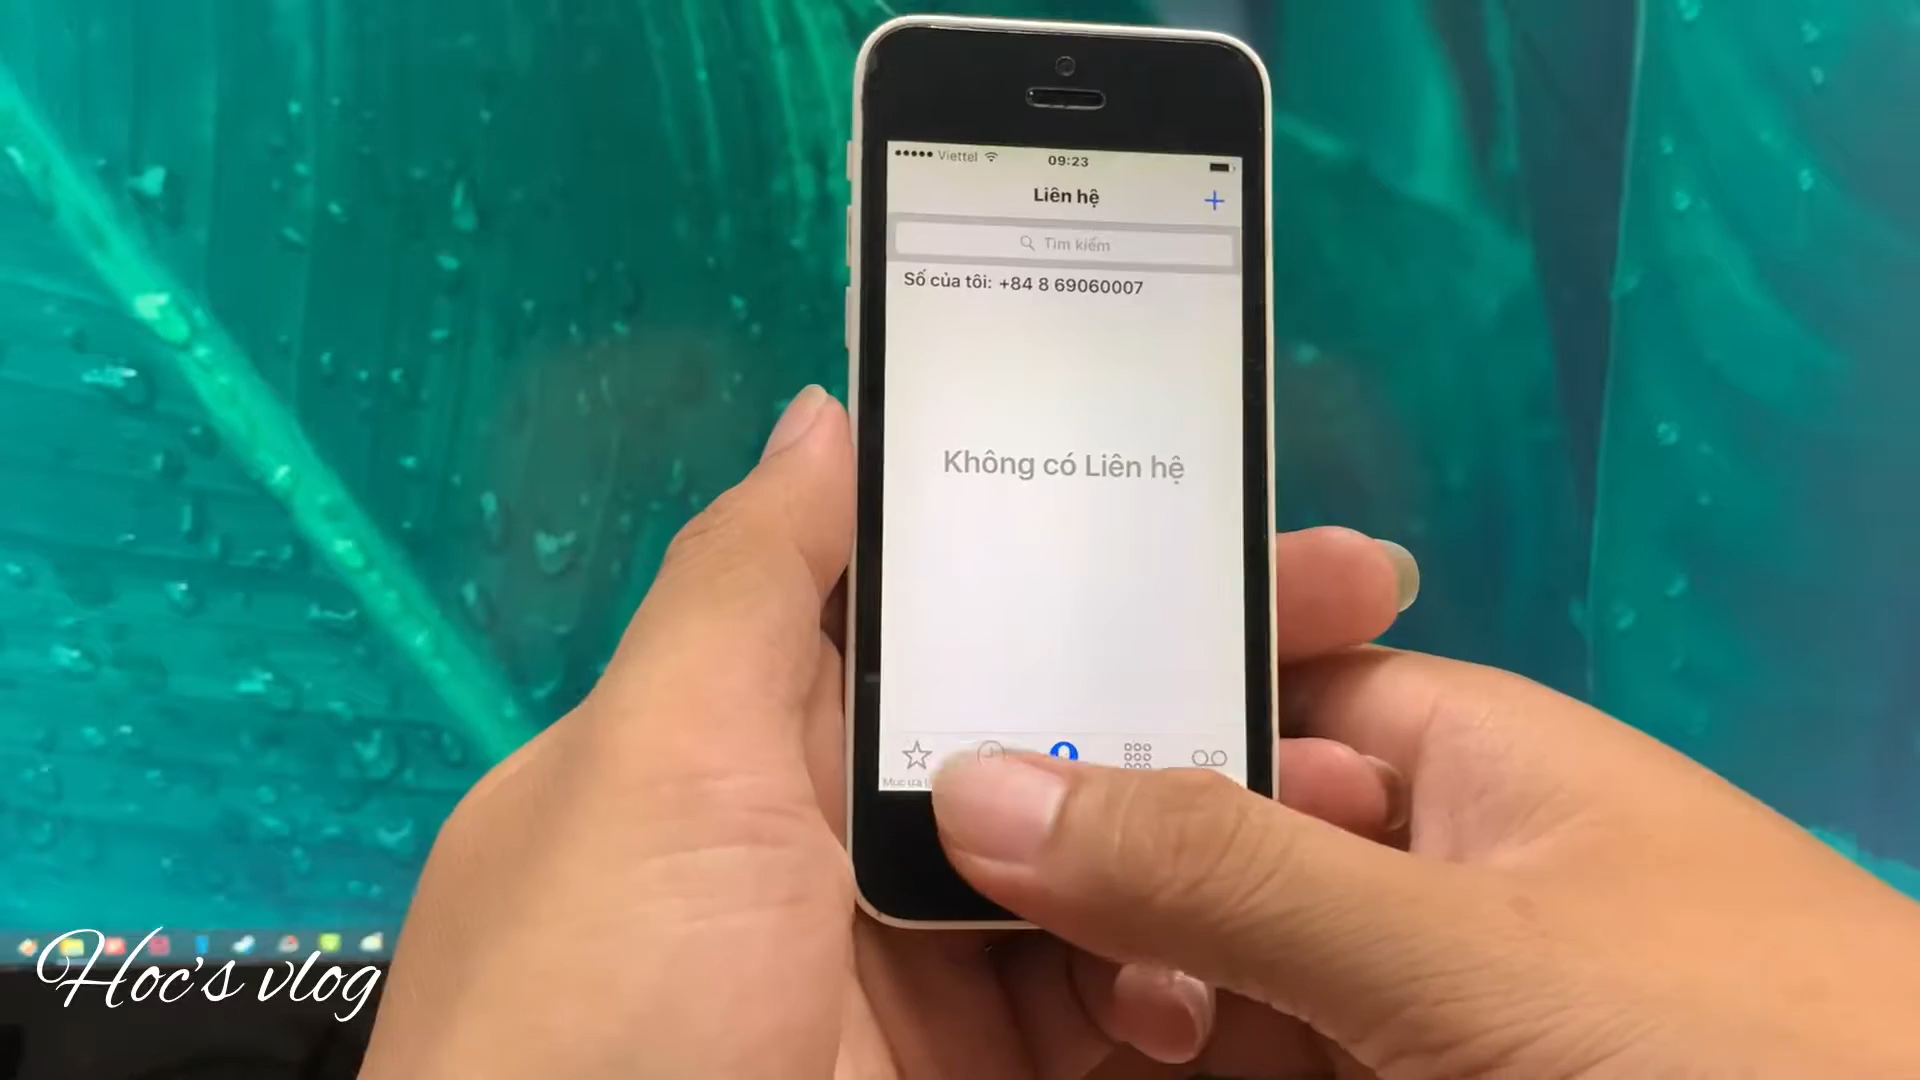 Viettel
09:23
Liên hệ
Tìm kiếm
Số của tôi: +84 8 69060007
Không có Liên hệ
Hoc's vlog